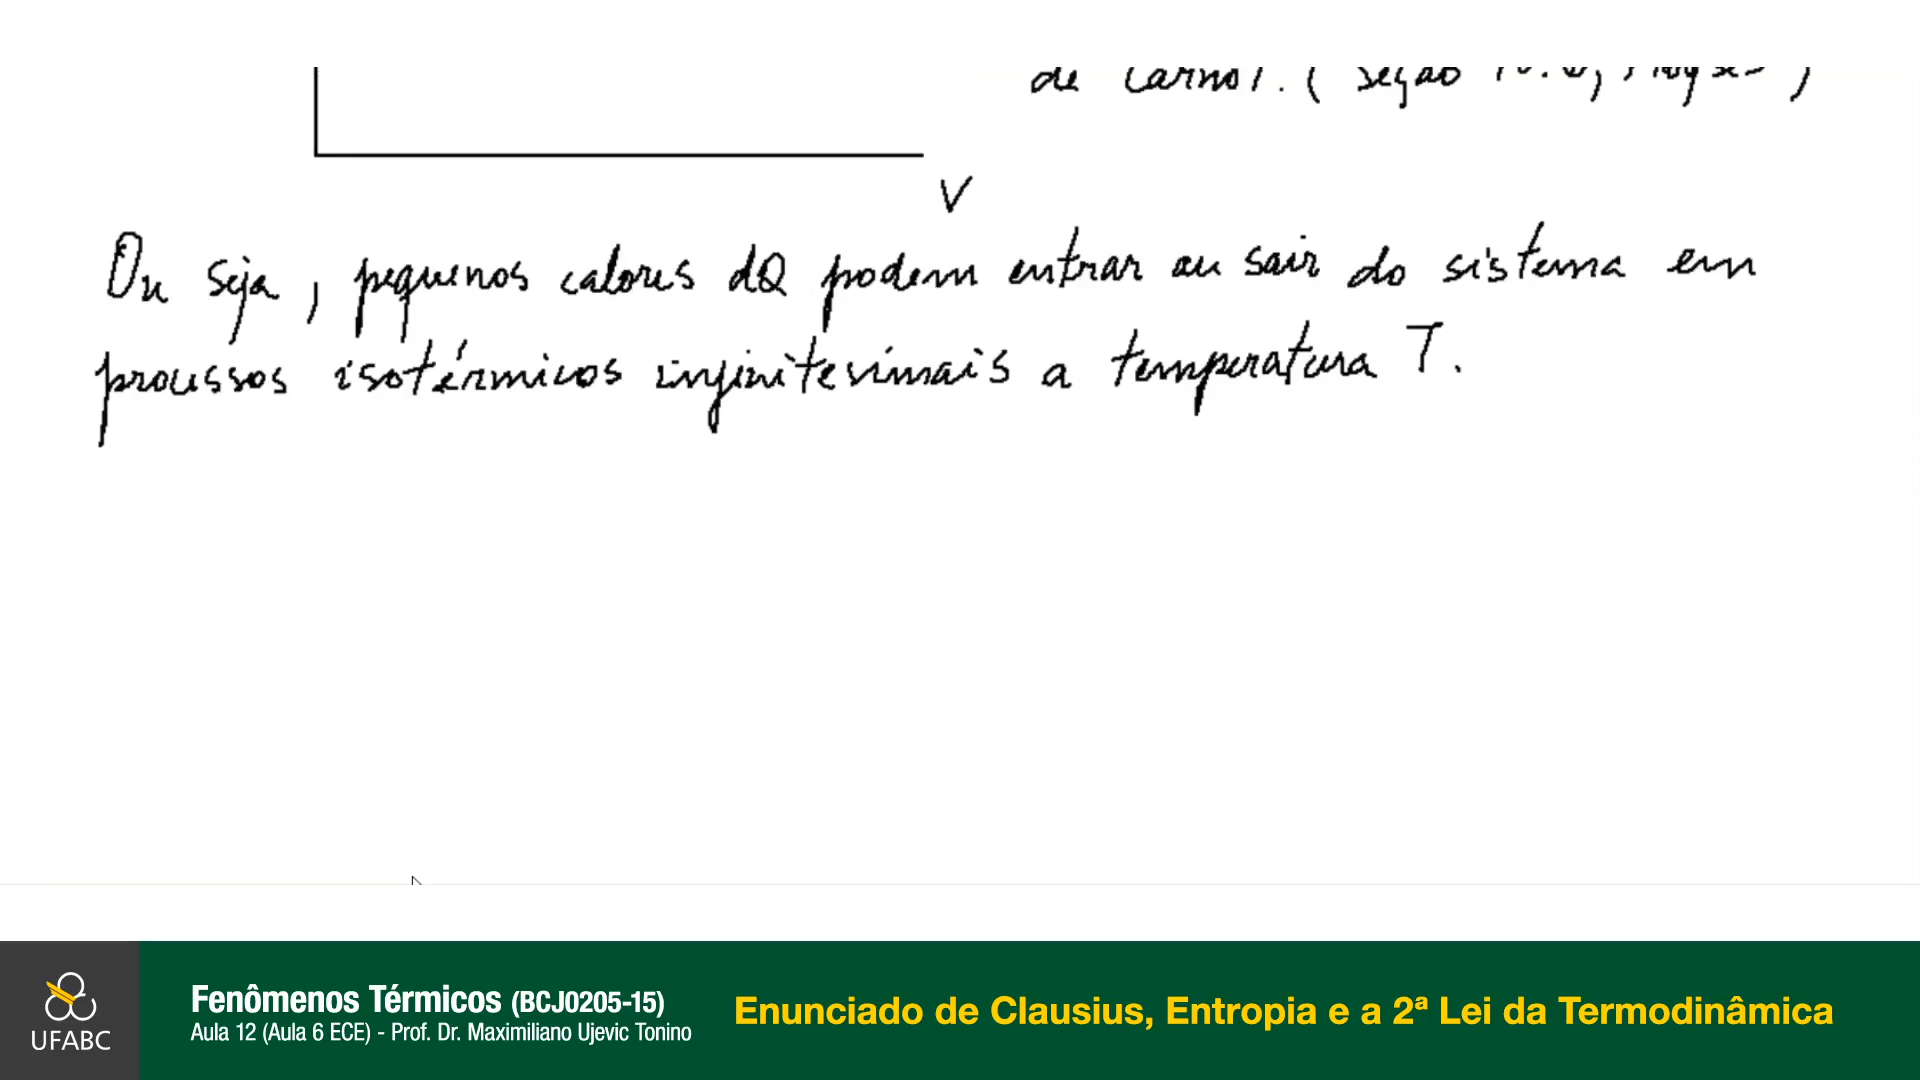 de Carnot. (Seção
V
Ou seja, pequenos calores dQ podem entrar ou sair do sistema em
processos isotérmicos infinitesimais a temperatura T.
UFABC
Fenômenos Térmicos (BCJ0205-15)
Aula 12 (Aula 6 ECE) - Prof. Dr. Maximiliano Ujevic Tonino
Enunciado de Clausius, Entropia e a 2ª Lei da Termodinâmica